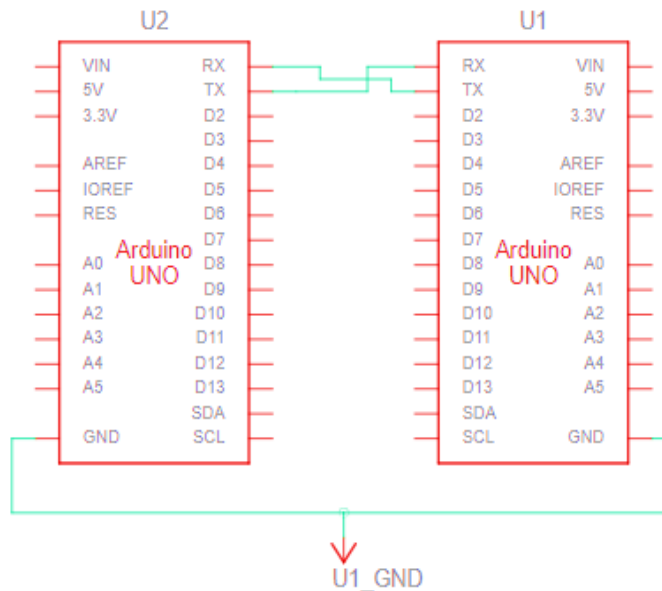 U2
U1
VIN RX
5V TX
3.3V D2
D3
AREF D4
IOREF D5
RES D6
D7
Arduino
UNO
A0 D8
A1 D9
A2 D10
A3 D11
A4 D12
A5 D13
SDA
GND SCL
RX VIN
TX 5V
D2 3.3V
D3
D4 AREF
D5 IOREF
D6 RES
D7
Arduino
UNO
D8 A0
D9 A1
D10 A2
D11 A3
D12 A4
D13 A5
SDA
SCL GND
U1_GND